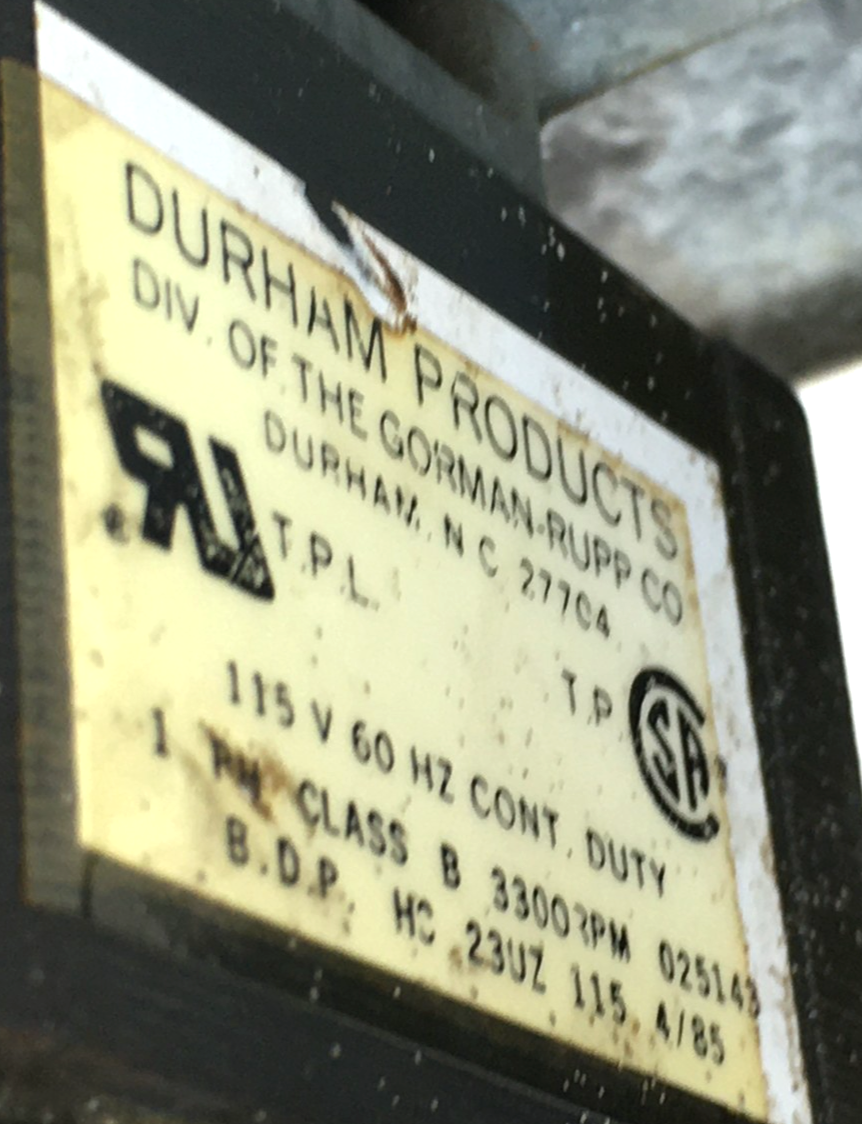 DURHAM PRODUCTS
DIV. OF THE GORMAN-RUPP CO
DURHAM, N C 27704
T.P.L.
T.P.
SA
115 V 60 HZ CONT. DUTY
1 PH. CLASS B 3300RPM 025143
B.D.P. HC 23UZ 115 4/85